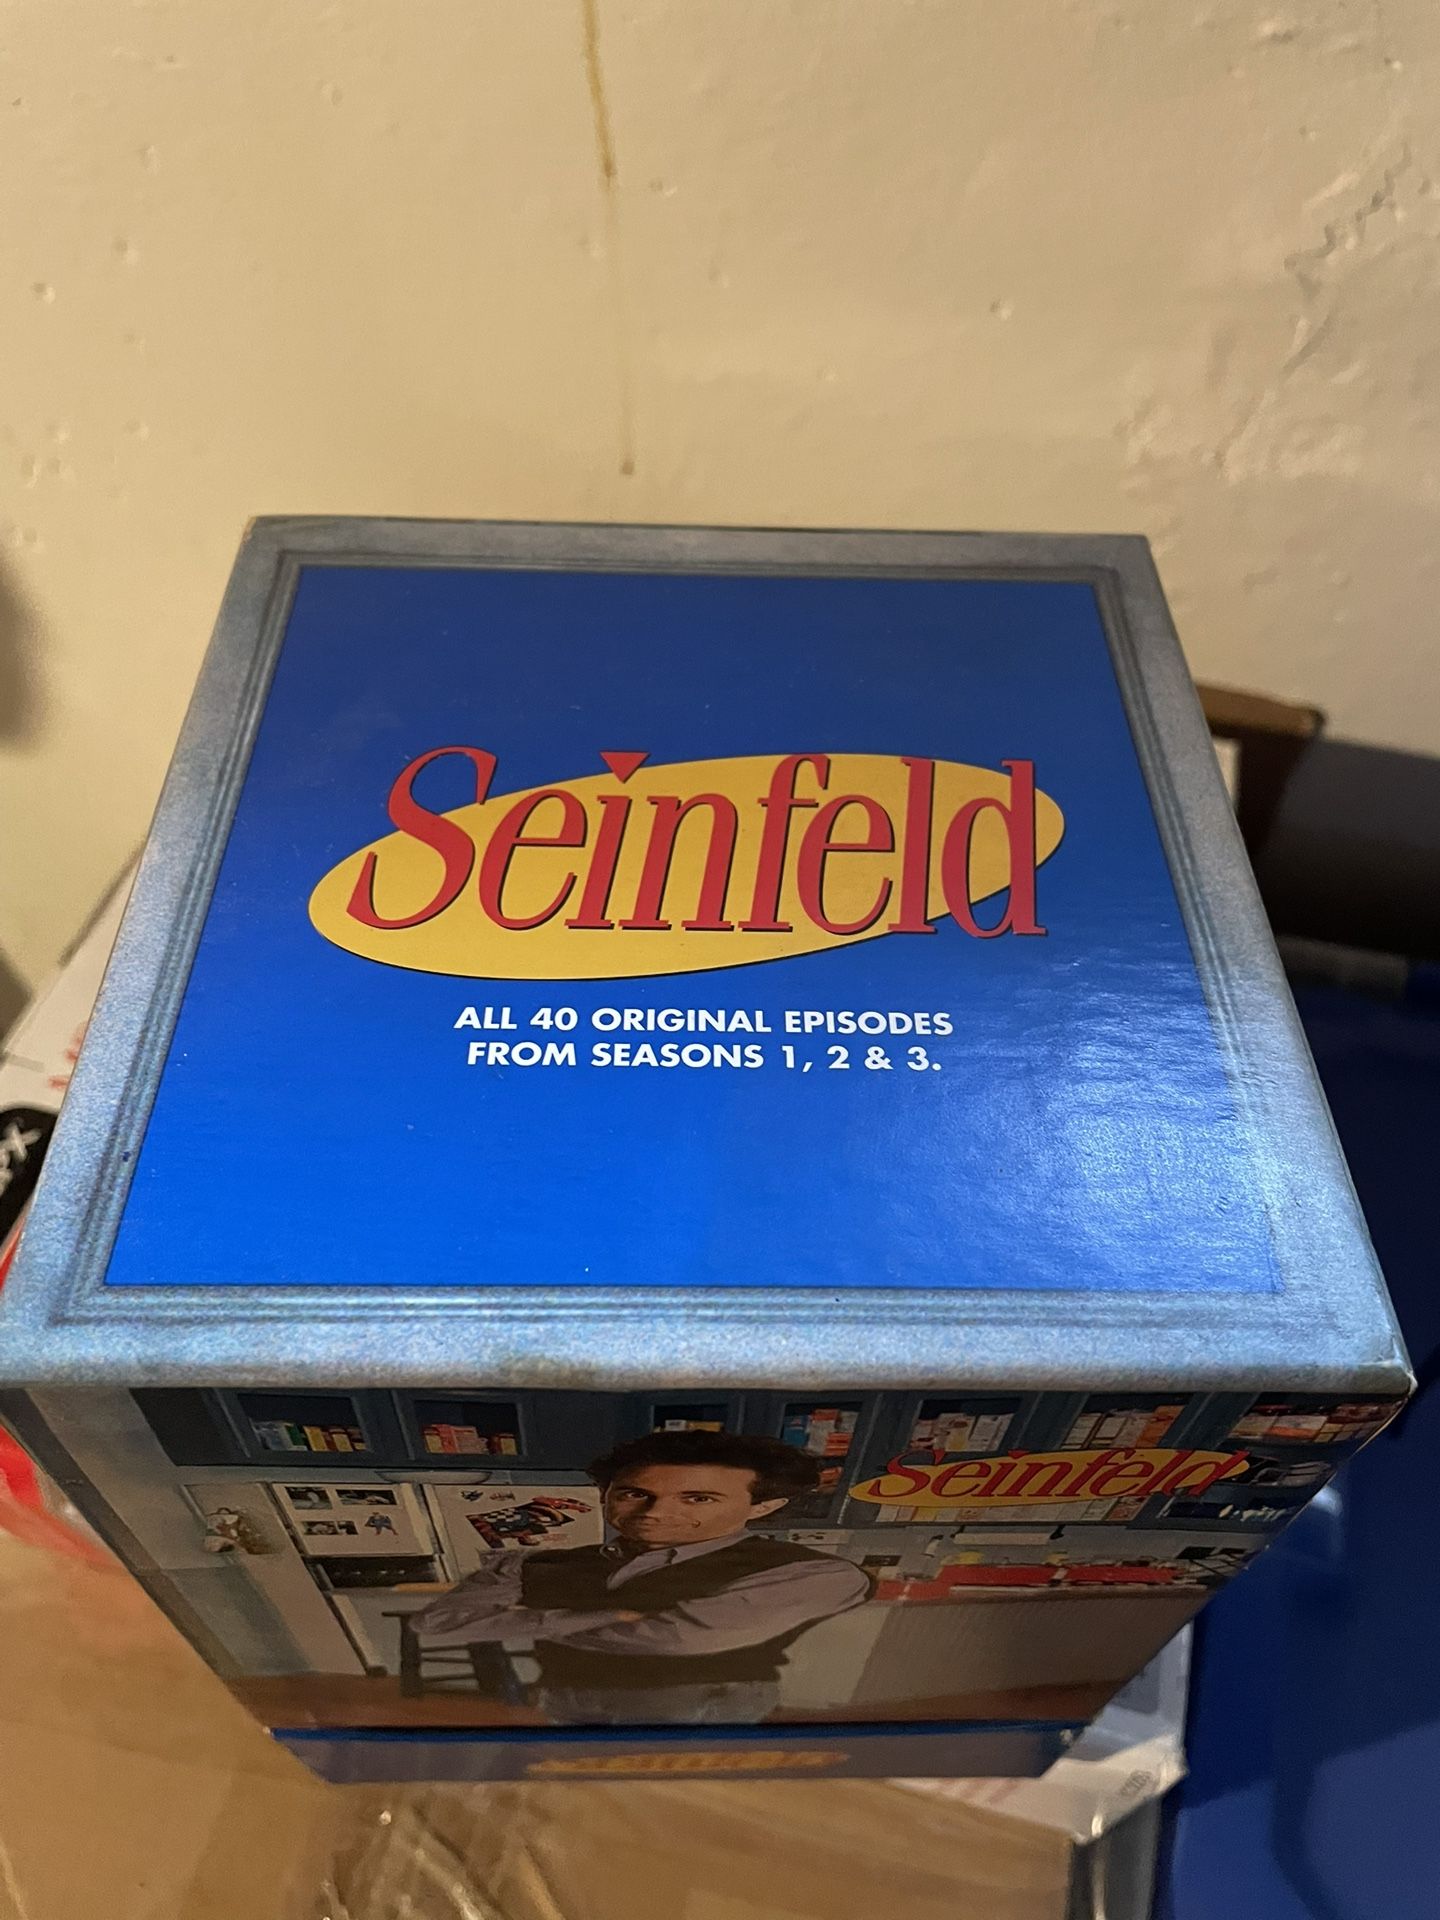 Seinfeld
ALL 40 ORIGINAL EPISODES
FROM SEASONS 1, 2 & 3.
Seinfeld